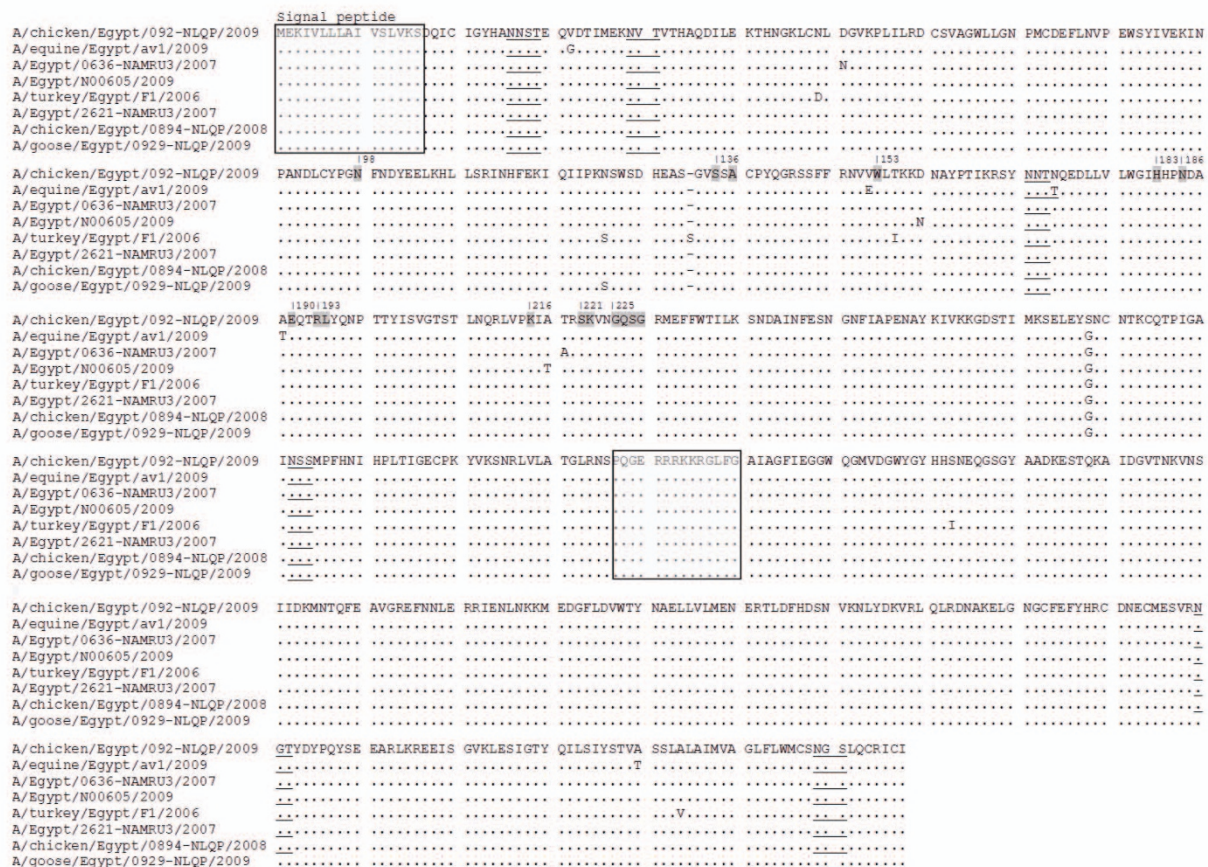 Signal peptide
A/chicken/Egypt/092-NLQP/2009 MEKIVLLLAI VSLVKSDQIC IGYHANNSTE QVDTIMEKNV TVTHAQDILE KTHNGKLCNL DGVKPLILRD CSVAGWLLGN PMCDEFLNVP EWSYIVEKIN
A/equine/Egypt/av1/2009 .......... .......... .......... .G........ .......... .......... .......... .......... .......... ..........
A/Egypt/0636-NAMRU3/2007 .......... .......... .......... .......... .......... .......... N......... .......... .......... ..........
A/Egypt/N00605/2009 .......... .......... .......... .......... .......... .......... .......... .......... .......... ..........
A/turkey/Egypt/F1/2006 .......... .......... .......... .......... .......... ........D. .......... .......... .......... ..........
A/Egypt/2621-NAMRU3/2007 .......... .......... .......... .......... .......... .......... .......... .......... .......... ..........
A/chicken/Egypt/0894-NLQP/2008 .......... .......... .......... .......... .......... .......... .......... .......... .......... ..........
A/goose/Egypt/0929-NLQP/2009 .......... .......... .......... .......... .......... .......... .......... .......... .......... ..........
|98 |136 |153 |183|186
A/chicken/Egypt/092-NLQP/2009 PANDLCYPGN FNDYEELKHL LSRINHFEKI QIIPKNSWSD HEAS-GVSSA CPYQGRSSFF RNVVWLTKKD NAYPTIKRSY NNTNQEDLLV LWGIHHPNDA
A/equine/Egypt/av1/2009 .......... .......... .......... .......... .......... .......... ...E...... .......... ...T...... ..........
A/Egypt/0636-NAMRU3/2007 .......... .......... .......... .......... ....-..... .......... .......... .......... .......... ..........
A/Egypt/N00605/2009 .......... .......... .......... .......... ....-..... .......... .........N .......... .......... ..........
A/turkey/Egypt/F1/2006 .......... .......... .......... .....S.... ....S..... .......... ......I... .......... .......... ..........
A/Egypt/2621-NAMRU3/2007 .......... .......... .......... .......... ....-..... .......... .......... .......... .......... ..........
A/chicken/Egypt/0894-NLQP/2008 .......... .......... .......... .......... ....-..... .......... .......... .......... .......... ..........
A/goose/Egypt/0929-NLQP/2009 .......... .......... .......... .....S.... ....-..... .......... .......... .......... .......... ..........
|190|193 |216 |221 |225
A/chicken/Egypt/092-NLQP/2009 AEQTRLYQNP TTYISVGTST LNQRLVPKIA TRSKVNGQSG RMEFFWTILK SNDAINFESN GNFIAPENAY KIVKKGDSTI MKSELEYSNC NTKCQTPIGA
A/equine/Egypt/av1/2009 T......... .......... .......... .......... .......... .......... .......... .......... .......G.. ..........
A/Egypt/0636-NAMRU3/2007 .......... .......... .......... A......... .......... .......... .......... .......... .......G.. ..........
A/Egypt/N00605/2009 .......... .......... .........T .......... .......... .......... .......... .......... .......G.. ..........
A/turkey/Egypt/F1/2006 .......... .......... .......... .......... .......... .......... .......... .......... .......G.. ..........
A/Egypt/2621-NAMRU3/2007 .......... .......... .......... .......... .......... .......... .......... .......... .......G.. ..........
A/chicken/Egypt/0894-NLQP/2008 .......... .......... .......... .......... .......... .......... .......... .......... .......G.. ..........
A/goose/Egypt/0929-NLQP/2009 .......... .......... .......... .......... .......... .......... .......... .......... .......G.. ..........
A/chicken/Egypt/092-NLQP/2009 INSSMPFHNI HPLTIGECPK YVKSNRLVLA TGLRNSPQGE RRRKKRGLFG AIAGFIEGGW QGMVDGWYGY HHSNEQGSGY AADKESTQKA IDGVTNKVNS
A/equine/Egypt/av1/2009 .......... .......... .......... .......... .......... .......... .......... .......... .......... ..........
A/Egypt/0636-NAMRU3/2007 .......... .......... .......... .......... .......... .......... .......... .......... .......... ..........
A/Egypt/N00605/2009 .......... .......... .......... .......... .......... .......... .......... .......... .......... ..........
A/turkey/Egypt/F1/2006 .......... .......... .......... .......... .......... .......... .......... ..I....... .......... ..........
A/Egypt/2621-NAMRU3/2007 .......... .......... .......... .......... .......... .......... .......... .......... .......... ..........
A/chicken/Egypt/0894-NLQP/2008 .......... .......... .......... .......... .......... .......... .......... .......... .......... ..........
A/goose/Egypt/0929-NLQP/2009 .......... .......... .......... .......... .......... .......... .......... .......... .......... ..........
A/chicken/Egypt/092-NLQP/2009 IIDKMNTQFE AVGREFNNLE RRIENLNKKM EDGFLDVWTY NAELLVLMEN ERTLDFHDSN VKNLYDKVRL QLRDNAKELG NGCFEFYHRC DNECMESVRN
A/equine/Egypt/av1/2009 .......... .......... .......... .......... .......... .......... .......... .......... .......... ..........
A/Egypt/0636-NAMRU3/2007 .......... .......... .......... .......... .......... .......... .......... .......... .......... ..........
A/Egypt/N00605/2009 .......... .......... .......... .......... .......... .......... .......... .......... .......... ..........
A/turkey/Egypt/F1/2006 .......... .......... .......... .......... .......... .......... .......... .......... .......... ..........
A/Egypt/2621-NAMRU3/2007 .......... .......... .......... .......... .......... .......... .......... .......... .......... ..........
A/chicken/Egypt/0894-NLQP/2008 .......... .......... .......... .......... .......... .......... .......... .......... .......... ..........
A/goose/Egypt/0929-NLQP/2009 .......... .......... .......... .......... .......... .......... .......... .......... .......... ..........
A/chicken/Egypt/092-NLQP/2009 GTYDYPQYSE EARLKREEIS GVKLESIGTY QILSIYSTVA SSLALAIMVA GLFLWMCSNG SLQCRICI
A/equine/Egypt/av1/2009 .......... .......... .......... .........T .......... .......... ........
A/Egypt/0636-NAMRU3/2007 .......... .......... .......... .......... .......... .......... ........
A/Egypt/N00605/2009 .......... .......... .......... .......... .......... .......... ........
A/turkey/Egypt/F1/2006 .......... .......... .......... .......... ...V...... .......... ........
A/Egypt/2621-NAMRU3/2007 .......... .......... .......... .......... .......... .......... ........
A/chicken/Egypt/0894-NLQP/2008 .......... .......... .......... .......... .......... .......... ........
A/goose/Egypt/0929-NLQP/2009 .......... .......... .......... .......... .......... .......... ........